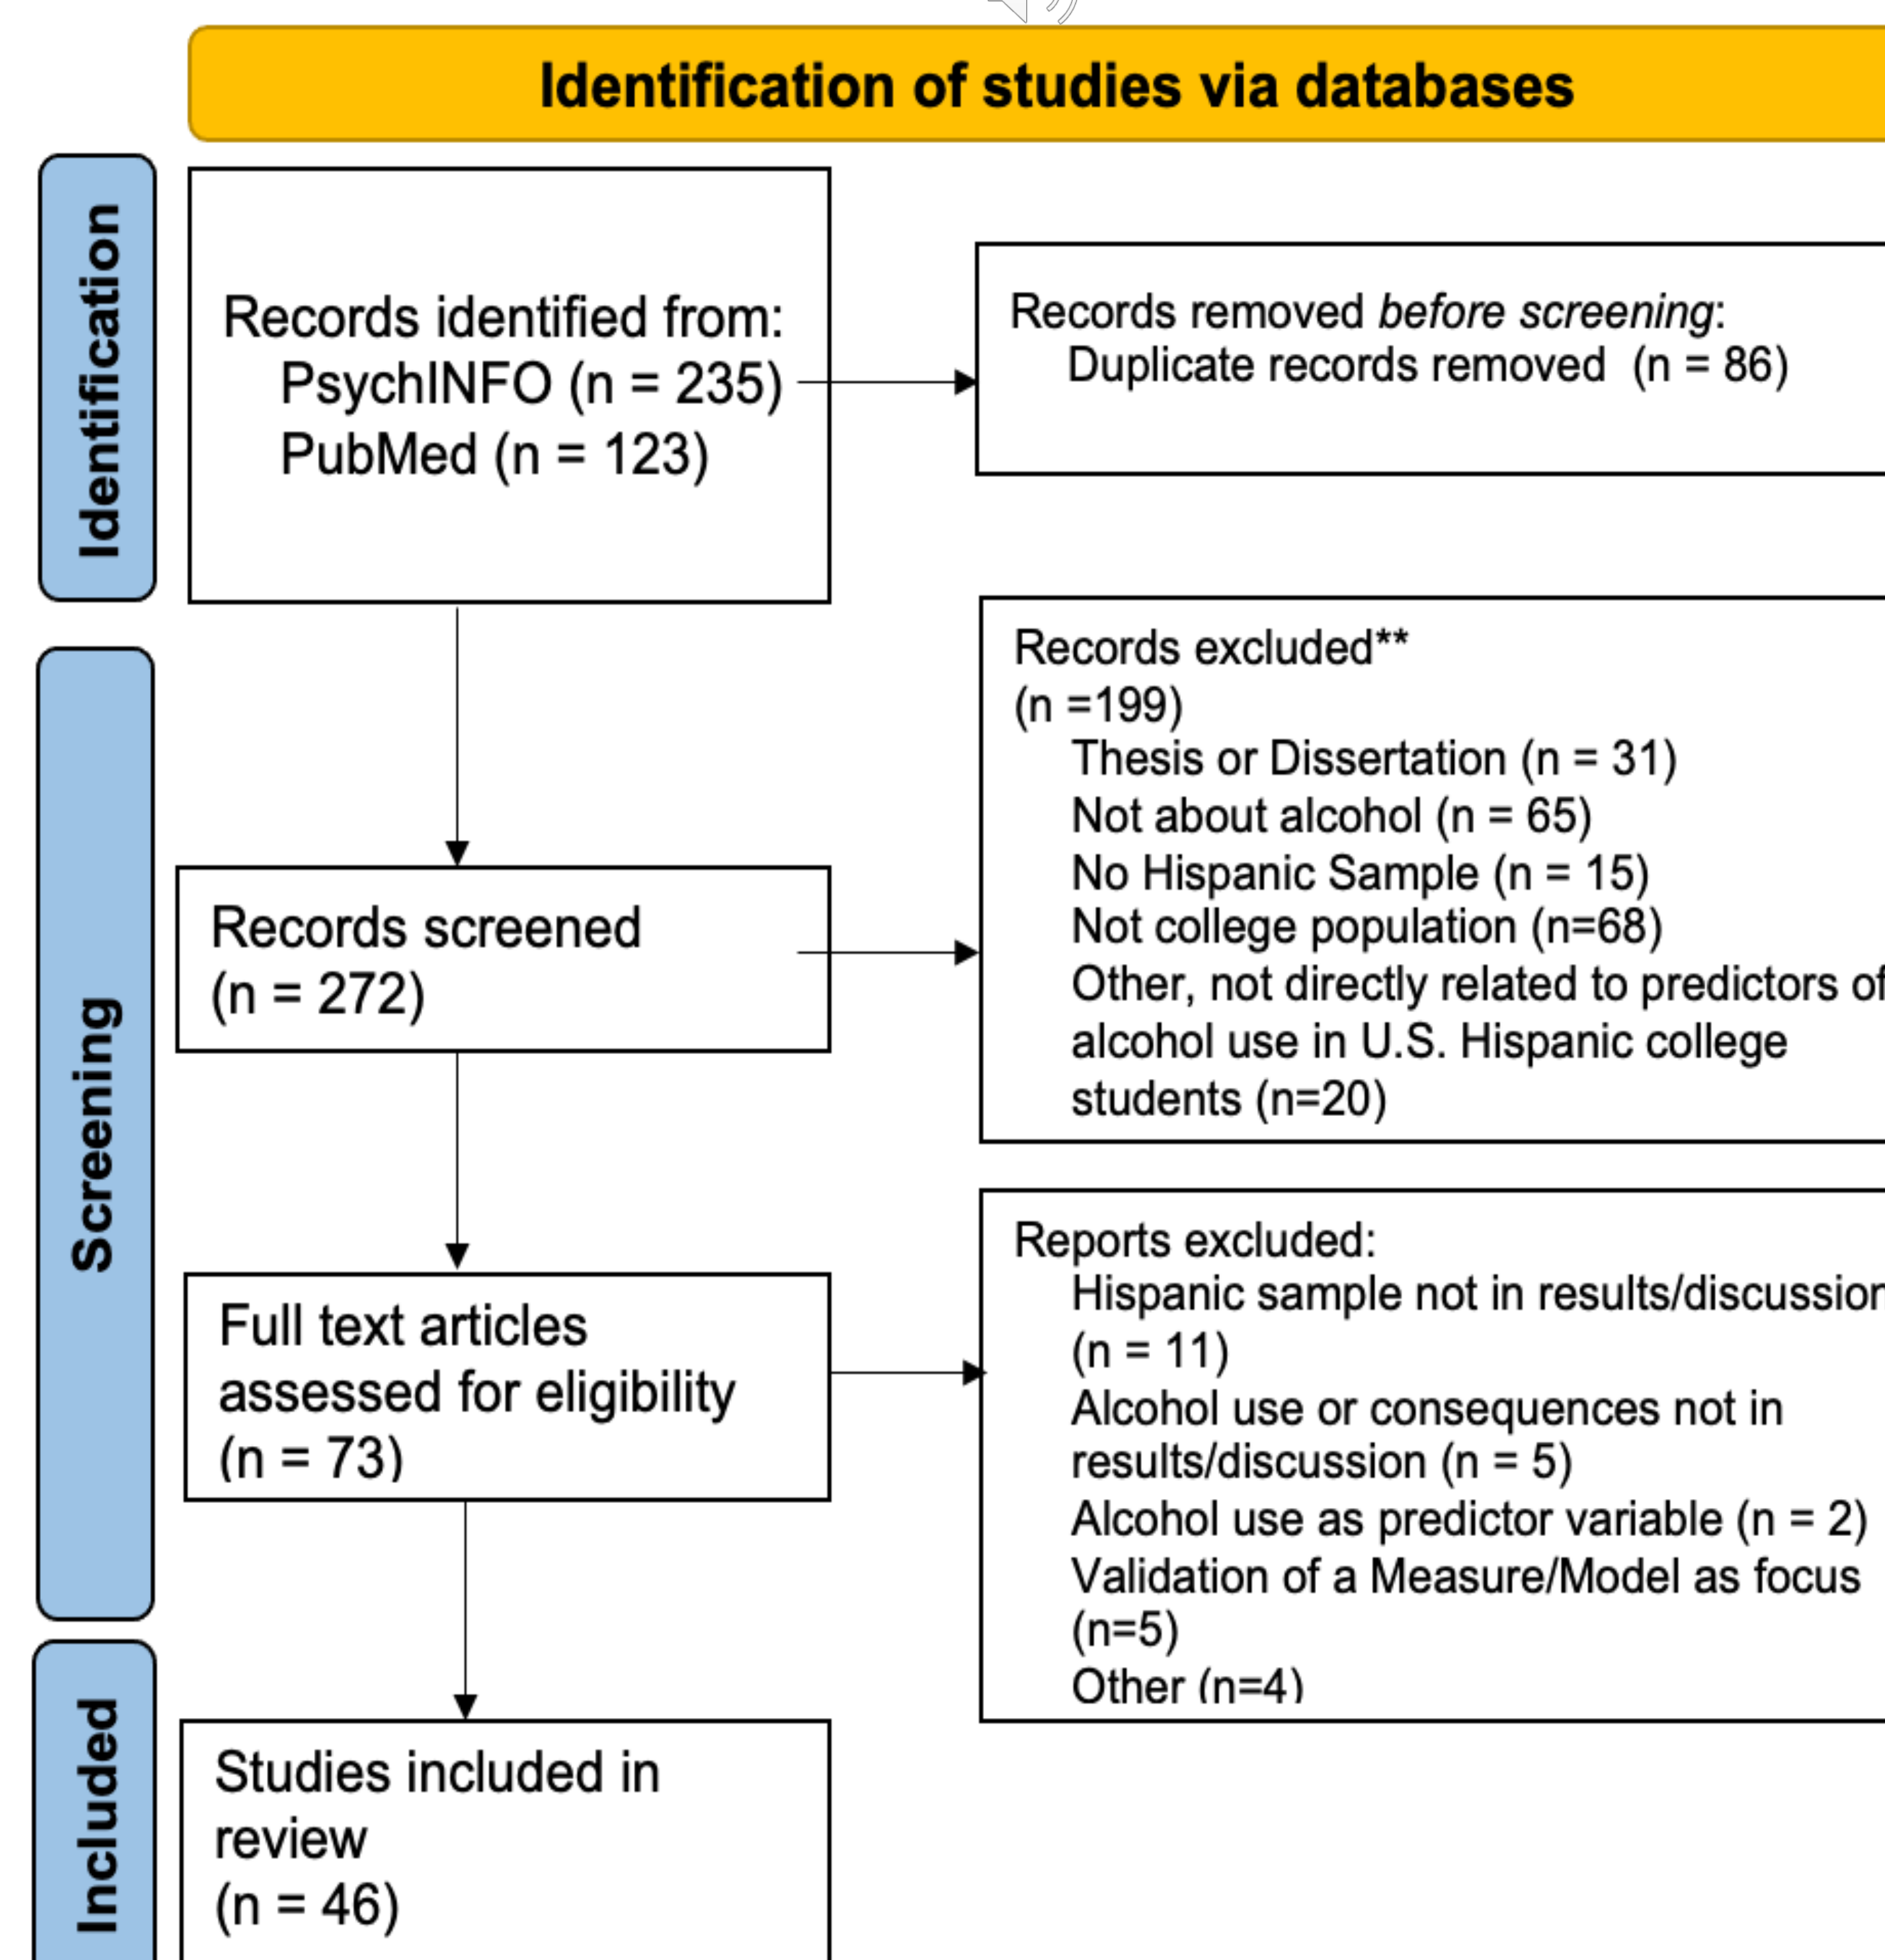 Identification of studies via databases
Identification
Records identified from:
PsychINFO (n = 235)
PubMed (n = 123)
Records removed before screening:
Duplicate records removed (n = 86)
Screening
Records screened
(n = 272)
Records excluded**
(n =199)
Thesis or Dissertation (n = 31)
Not about alcohol (n = 65)
No Hispanic Sample (n = 15)
Not college population (n=68)
Other, not directly related to predictors of
alcohol use in U.S. Hispanic college
students (n=20)
Full text articles
assessed for eligibility
(n = 73)
Reports excluded:
Hispanic sample not in results/discussion
(n = 11)
Alcohol use or consequences not in
results/discussion (n = 5)
Alcohol use as predictor variable (n = 2)
Validation of a Measure/Model as focus
(n=5)
Other (n=4)
Included
Studies included in
review
(n = 46)